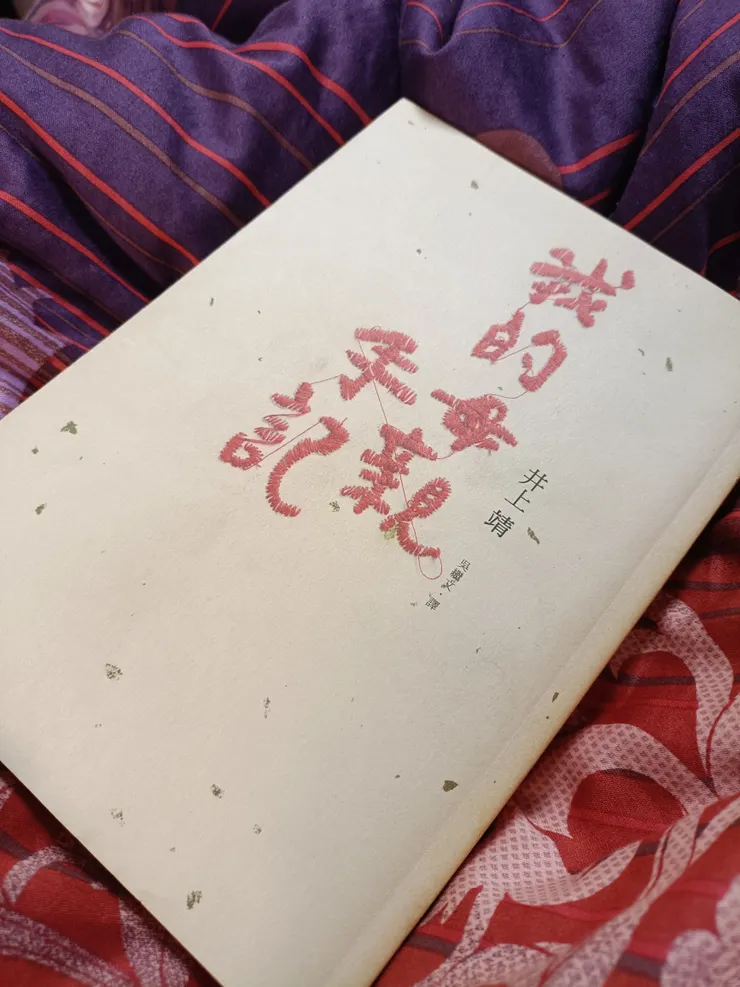 我的母親
手記
井上靖
吳繼文・譯